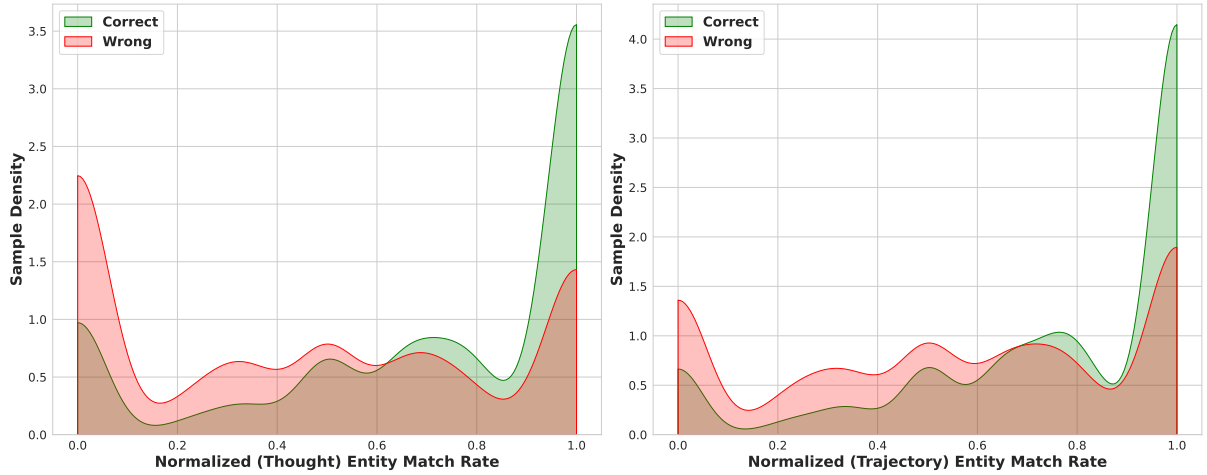 Correct
Wrong
3.5
3.0
2.5
2.0
1.5
1.0
0.5
0.0
Sample Density
0.0 0.2 0.4 0.6 0.8 1.0
Normalized (Thought) Entity Match Rate
Correct
Wrong
4.0
3.5
3.0
2.5
2.0
1.5
1.0
0.5
0.0
Sample Density
0.0 0.2 0.4 0.6 0.8 1.0
Normalized (Trajectory) Entity Match Rate